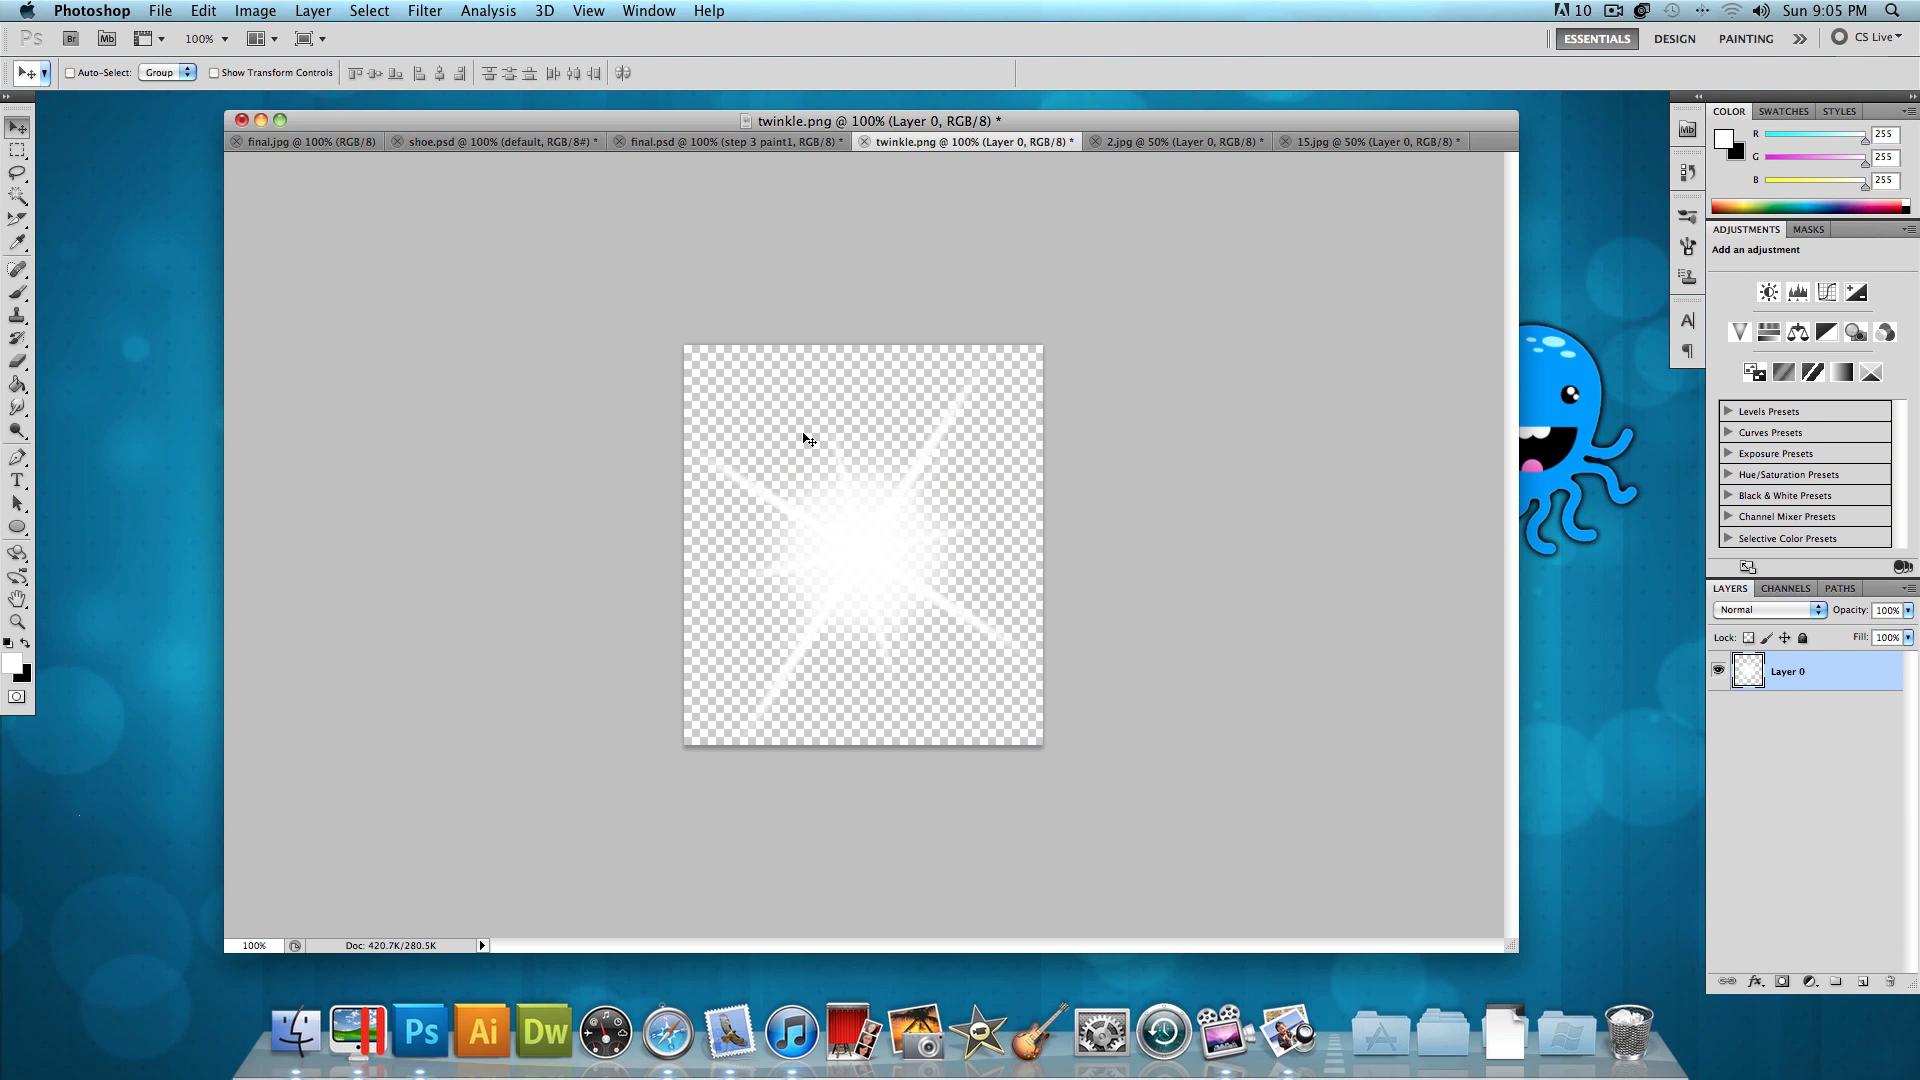 Photoshop File Edit Image Layer Select Filter Analysis 3D View Window Help 10 Sun 9:05 PM
Ps Br Mb 100% ESSENTIALS DESIGN PAINTING CS Live
Auto-Select: Group Show Transform Controls
twinkle.png @ 100% (Layer 0, RGB/8) *
final.jpg @ 100% (RGB/8) shoe.psd @ 100% (default, RGB/8#) * final.psd @ 100% (step 3 paint1, RGB/8) * twinkle.png @ 100% (Layer 0, RGB/8) * 2.jpg @ 50% (Layer 0, RGB/8) * 15.jpg @ 50% (Layer 0, RGB/8) *
COLOR SWATCHES STYLES
Mb
R 255
G 255
B 255
ADJUSTMENTS MASKS
Add an adjustment
Levels Presets
Curves Presets
Exposure Presets
Hue/Saturation Presets
Black & White Presets
Channel Mixer Presets
Selective Color Presets
LAYERS CHANNELS PATHS
Normal Opacity: 100%
Lock: Fill: 100%
Layer 0
100% Doc: 420.7K/280.5K
Ps Ai Dw